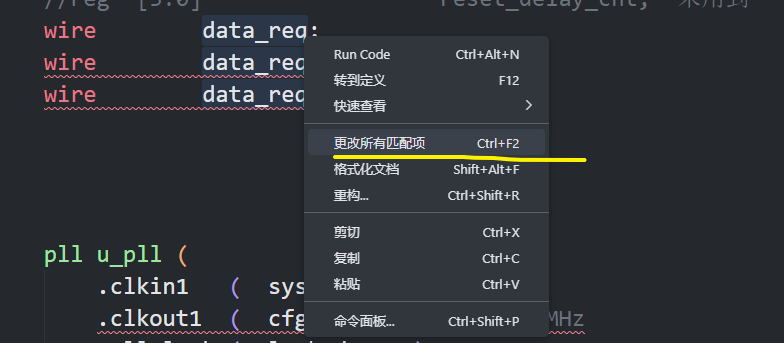 //reg [5:0] reset_delay_cnt; 未用到
wire data_req;
wire data_req
wire data_req
Run Code Ctrl+Alt+N
转到定义 F12
快速查看
更改所有匹配项 Ctrl+F2
格式化文档 Shift+Alt+F
重构... Ctrl+Shift+R
剪切 Ctrl+X
复制 Ctrl+C
粘贴 Ctrl+V
命令面板... Ctrl+Shift+P
pll u_pll (
.clkin1 ( sys
.clkout1 ( cfg MHz